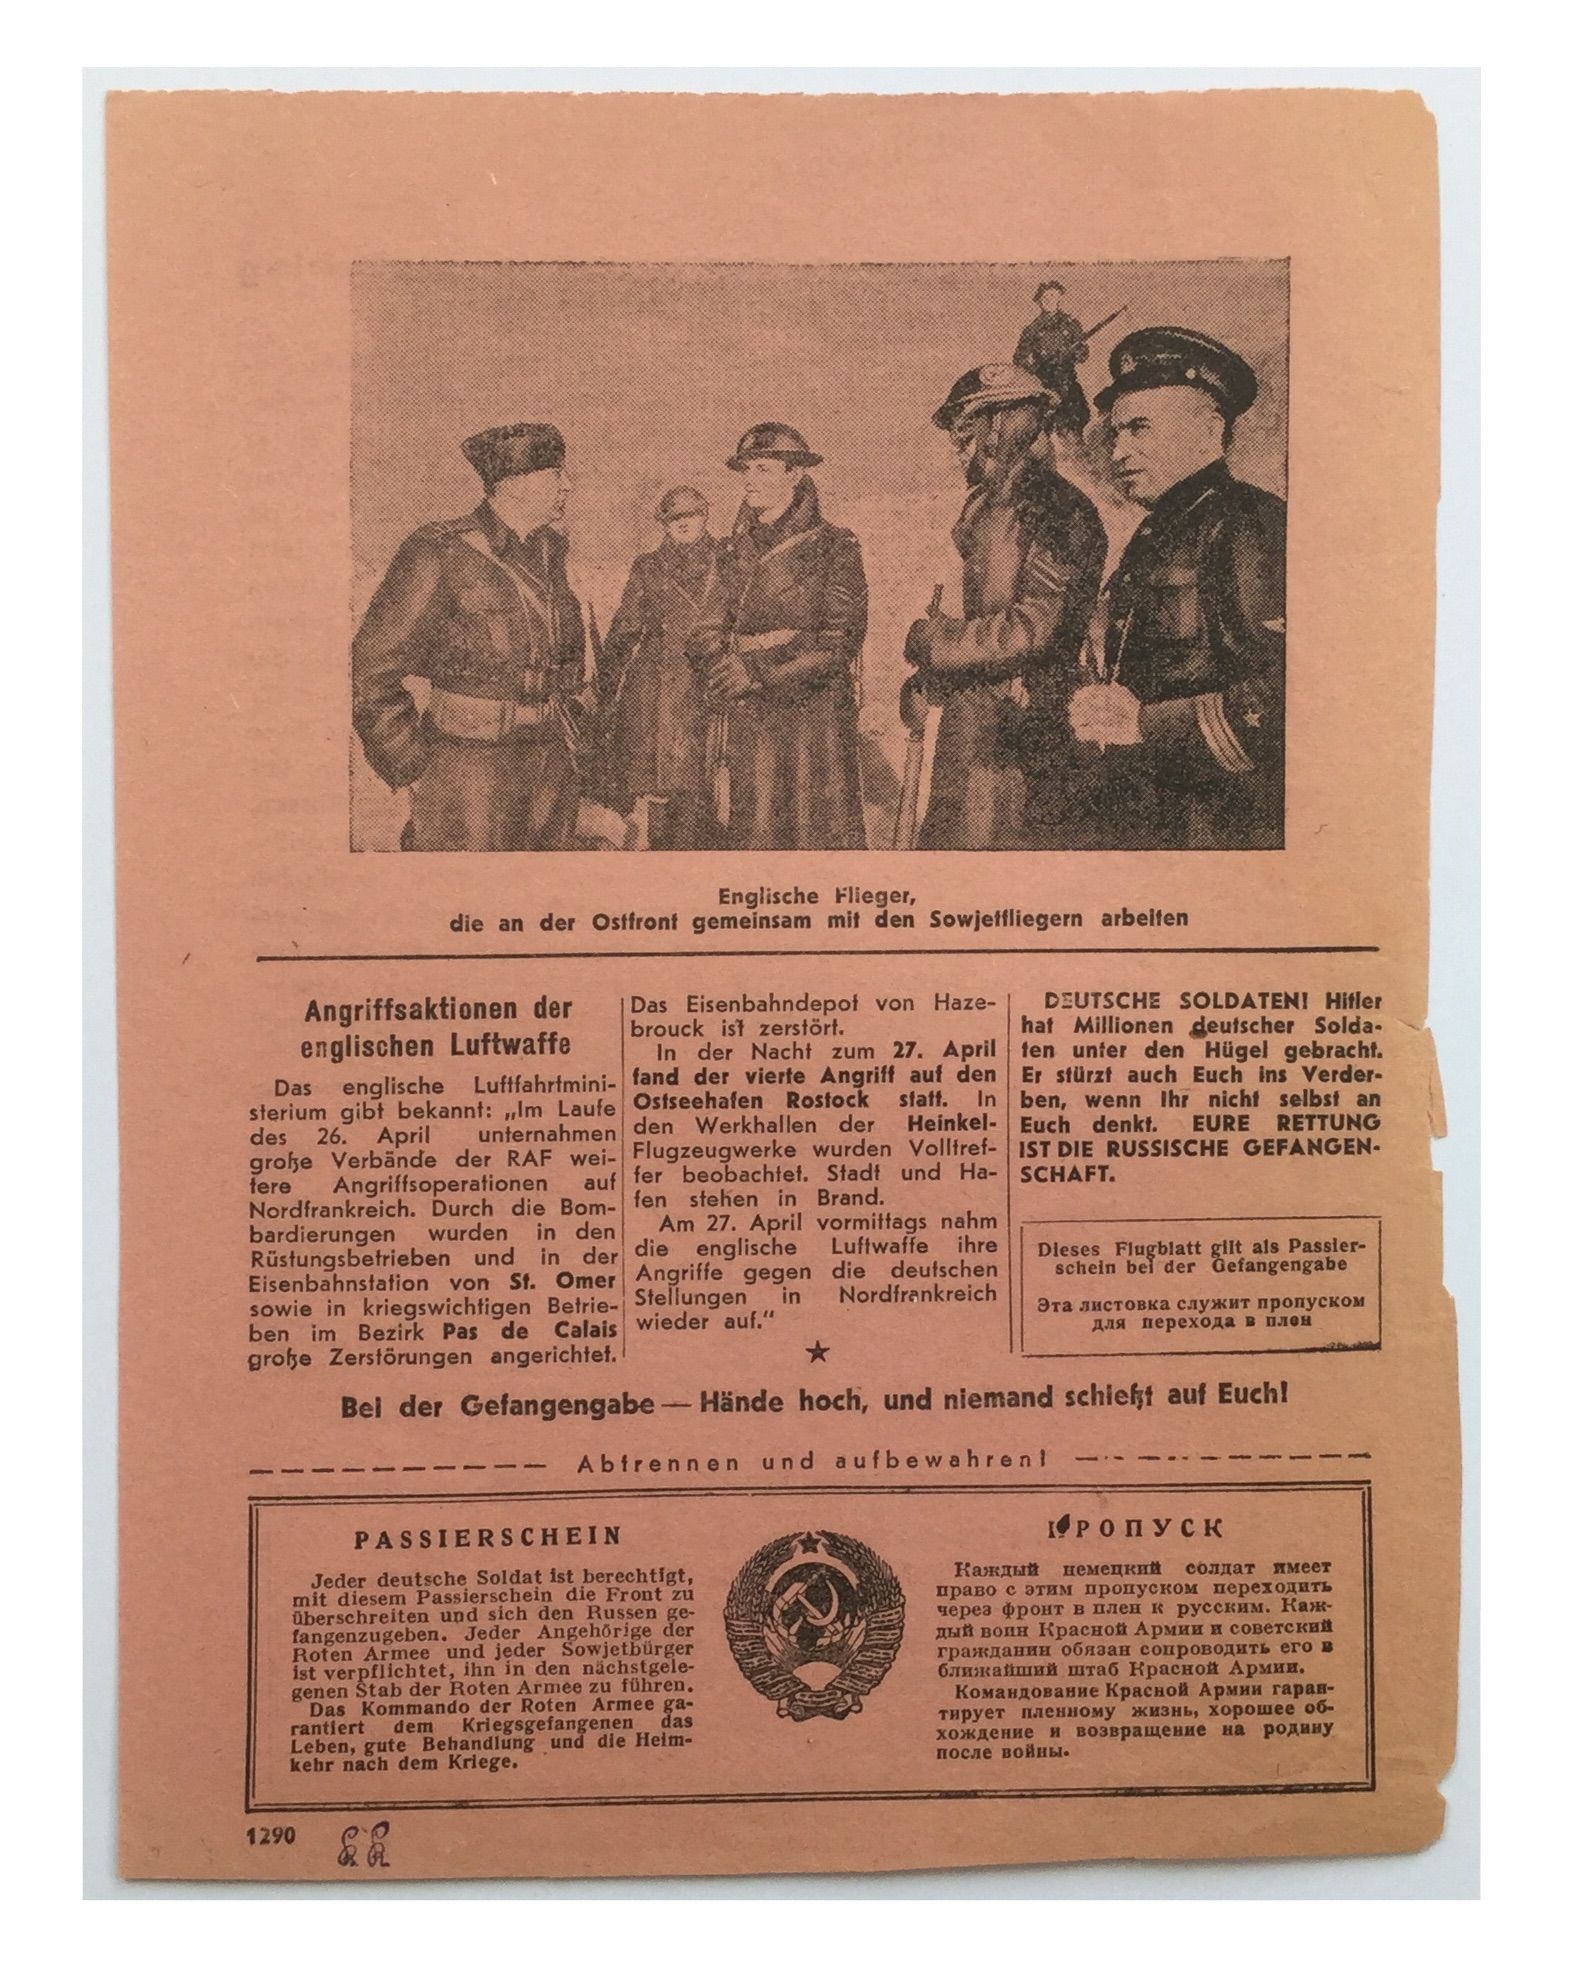 Englische Flieger,
die an der Ostfront gemeinsam mit den Sowjetfliegern arbeiten
Angriffsaktionen der
englischen Luftwaffe
Das englische Luftfahrtmini-
sterium gibt bekannt: „Im Laufe
des 26. April unternahmen
große Verbände der RAF wei-
tere Angriffsoperationen auf
Nordfrankreich. Durch die Bom-
bardierungen wurden in den
Rüstungsbetrieben und in der
Eisenbahnstation von St. Omer
sowie in kriegswichtigen Betrie-
ben im Bezirk Pas de Calais
große Zerstörungen angerichtet.
Das Eisenbahndepot von Haze-
brouck ist zerstört.
In der Nacht zum 27. April
fand der vierte Angriff auf den
Ostseehafen Rostock statt. In
den Werkhallen der Heinkel-
Flugzeugwerke wurden Volltref-
fer beobachtet. Stadt und Ha-
fen stehen in Brand.
Am 27. April vormittags nahm
die englische Luftwaffe ihre
Angriffe gegen die deutschen
Stellungen in Nordfrankreich
wieder auf."
DEUTSCHE SOLDATEN! Hitler
hat Millionen deutscher Solda-
ten unter den Hügel gebracht.
Er stürzt auch Euch ins Verder-
ben, wenn Ihr nicht selbst an
Euch denkt. EURE RETTUNG
IST DIE RUSSISCHE GEFANGEN-
SCHAFT.
Dieses Flugblatt gilt als Passier-
schein bei der Gefangengabe
Эта листовка служит пропуском
для перехода в плен
Bei der Gefangengabe — Hände hoch, und niemand schießt auf Euch!
Abtrennen und aufbewahren!
PASSIERSCHEIN
Jeder deutsche Soldat ist berechtigt,
mit diesem Passierschein die Front zu
überschreiten und sich den Russen ge-
fangenzugeben. Jeder Angehörige der
Roten Armee und jeder Sowjetbürger
ist verpflichtet, ihn in den nächstgele-
genen Stab der Roten Armee zu führen.
Das Kommando der Roten Armee ga-
rantiert dem Kriegsgefangenen das
Leben, gute Behandlung und die Heim-
kehr nach dem Kriege.
ПРОПУСК
Каждый немецкий солдат имеет
право с этим пропуском переходить
через фронт в плен к русским. Каж-
дый воин Красной Армии и советский
гражданин обязан сопроводить его в
ближайший штаб Красной Армии.
Командование Красной Армии гаран-
тирует пленному жизнь, хорошее об-
хождение и возвращение на родину
после войны.
1290